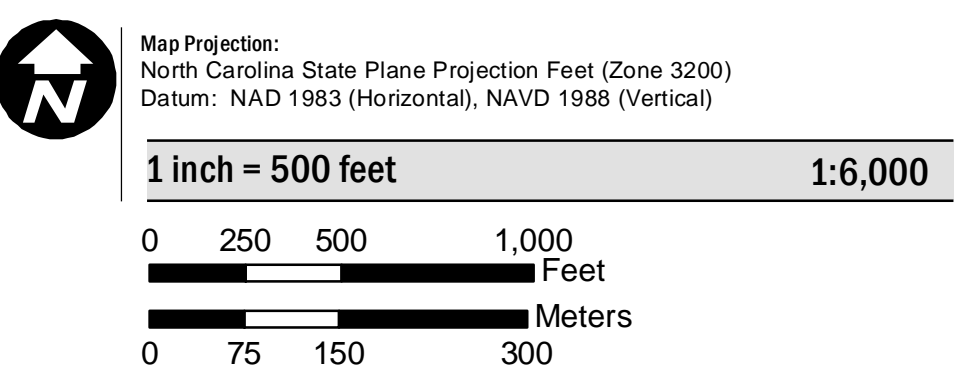 N
Map Projection:
North Carolina State Plane Projection Feet (Zone 3200)
Datum: NAD 1983 (Horizontal), NAVD 1988 (Vertical)
1 inch = 500 feet 1:6,000
0 250 500 1,000
Feet
Meters
0 75 150 300